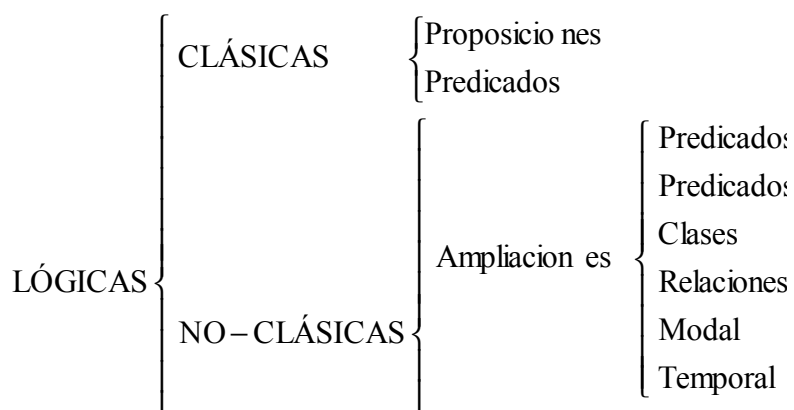 CLÁSICAS
Proposicio nes
Predicados
LÓGICAS
NO–CLÁSICAS
Ampliacion es
Predicados
Predicados
Clases
Relaciones
Modal
Temporal